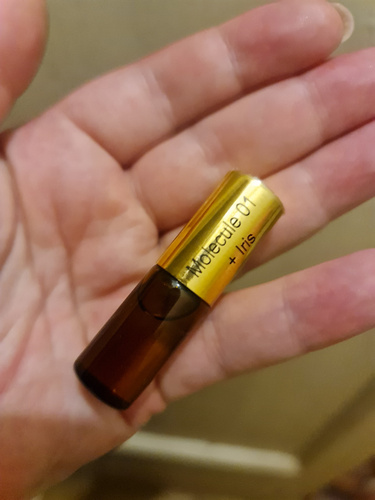 Molecule 01
+ Iris